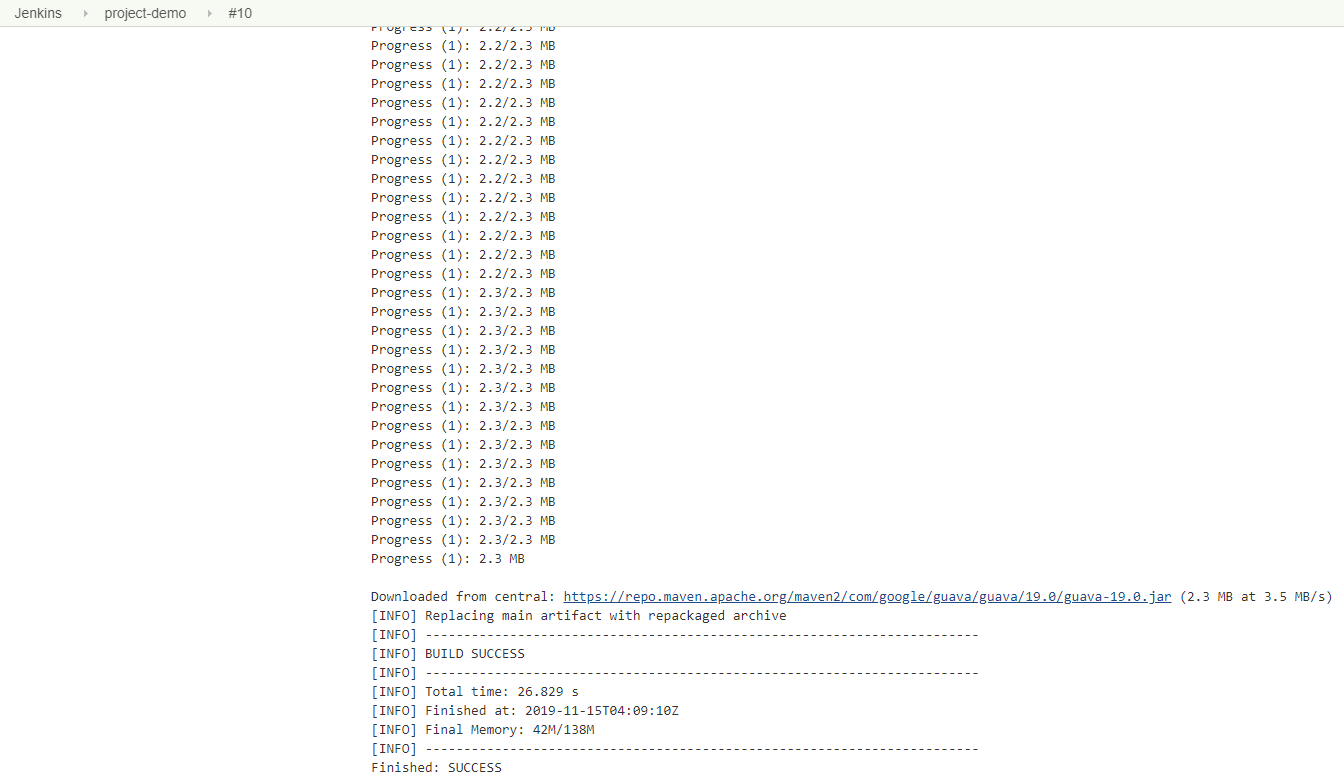 Jenkins project-demo #10
Progress (1): 2.2/2.3 MB
Progress (1): 2.2/2.3 MB
Progress (1): 2.2/2.3 MB
Progress (1): 2.2/2.3 MB
Progress (1): 2.2/2.3 MB
Progress (1): 2.2/2.3 MB
Progress (1): 2.2/2.3 MB
Progress (1): 2.2/2.3 MB
Progress (1): 2.2/2.3 MB
Progress (1): 2.2/2.3 MB
Progress (1): 2.2/2.3 MB
Progress (1): 2.2/2.3 MB
Progress (1): 2.2/2.3 MB
Progress (1): 2.2/2.3 MB
Progress (1): 2.3/2.3 MB
Progress (1): 2.3/2.3 MB
Progress (1): 2.3/2.3 MB
Progress (1): 2.3/2.3 MB
Progress (1): 2.3/2.3 MB
Progress (1): 2.3/2.3 MB
Progress (1): 2.3/2.3 MB
Progress (1): 2.3/2.3 MB
Progress (1): 2.3/2.3 MB
Progress (1): 2.3/2.3 MB
Progress (1): 2.3/2.3 MB
Progress (1): 2.3/2.3 MB
Progress (1): 2.3/2.3 MB
Progress (1): 2.3/2.3 MB
Progress (1): 2.3 MB
Downloaded from central: https://repo.maven.apache.org/maven2/com/google/guava/guava/19.0/guava-19.0.jar (2.3 MB at 3.5 MB/s)
[INFO] Replacing main artifact with repackaged archive
[INFO] ------------------------------------------------------------------------
[INFO] BUILD SUCCESS
[INFO] ------------------------------------------------------------------------
[INFO] Total time: 26.829 s
[INFO] Finished at: 2019-11-15T04:09:10Z
[INFO] Final Memory: 42M/138M
[INFO] ------------------------------------------------------------------------
Finished: SUCCESS